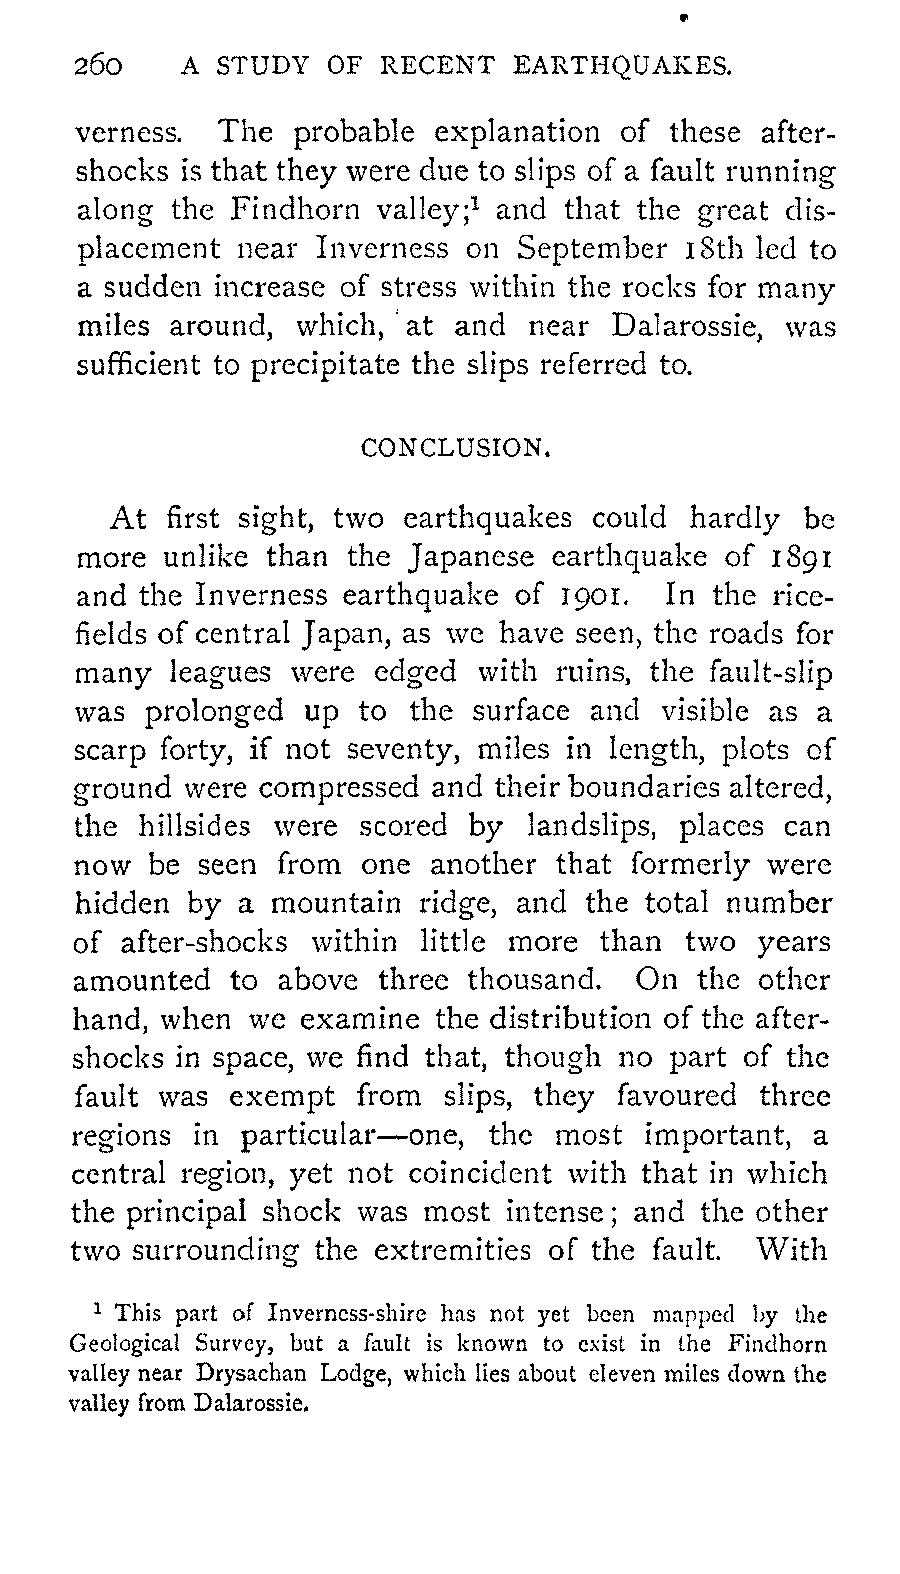 260 A STUDY OF RECENT EARTHQUAKES.
verness. The probable explanation of these after-
shocks is that they were due to slips of a fault running
along the Findhorn valley;¹ and that the great dis-
placement near Inverness on September 18th led to
a sudden increase of stress within the rocks for many
miles around, which, at and near Dalarossie, was
sufficient to precipitate the slips referred to.
CONCLUSION.
At first sight, two earthquakes could hardly be
more unlike than the Japanese earthquake of 1891
and the Inverness earthquake of 1901. In the rice-
fields of central Japan, as we have seen, the roads for
many leagues were edged with ruins, the fault-slip
was prolonged up to the surface and visible as a
scarp forty, if not seventy, miles in length, plots of
ground were compressed and their boundaries altered,
the hillsides were scored by landslips, places can
now be seen from one another that formerly were
hidden by a mountain ridge, and the total number
of after-shocks within little more than two years
amounted to above three thousand. On the other
hand, when we examine the distribution of the after-
shocks in space, we find that, though no part of the
fault was exempt from slips, they favoured three
regions in particular—one, the most important, a
central region, yet not coincident with that in which
the principal shock was most intense; and the other
two surrounding the extremities of the fault. With
¹ This part of Inverness-shire has not yet been mapped by the
Geological Survey, but a fault is known to exist in the Findhorn
valley near Drysachan Lodge, which lies about eleven miles down the
valley from Dalarossie.